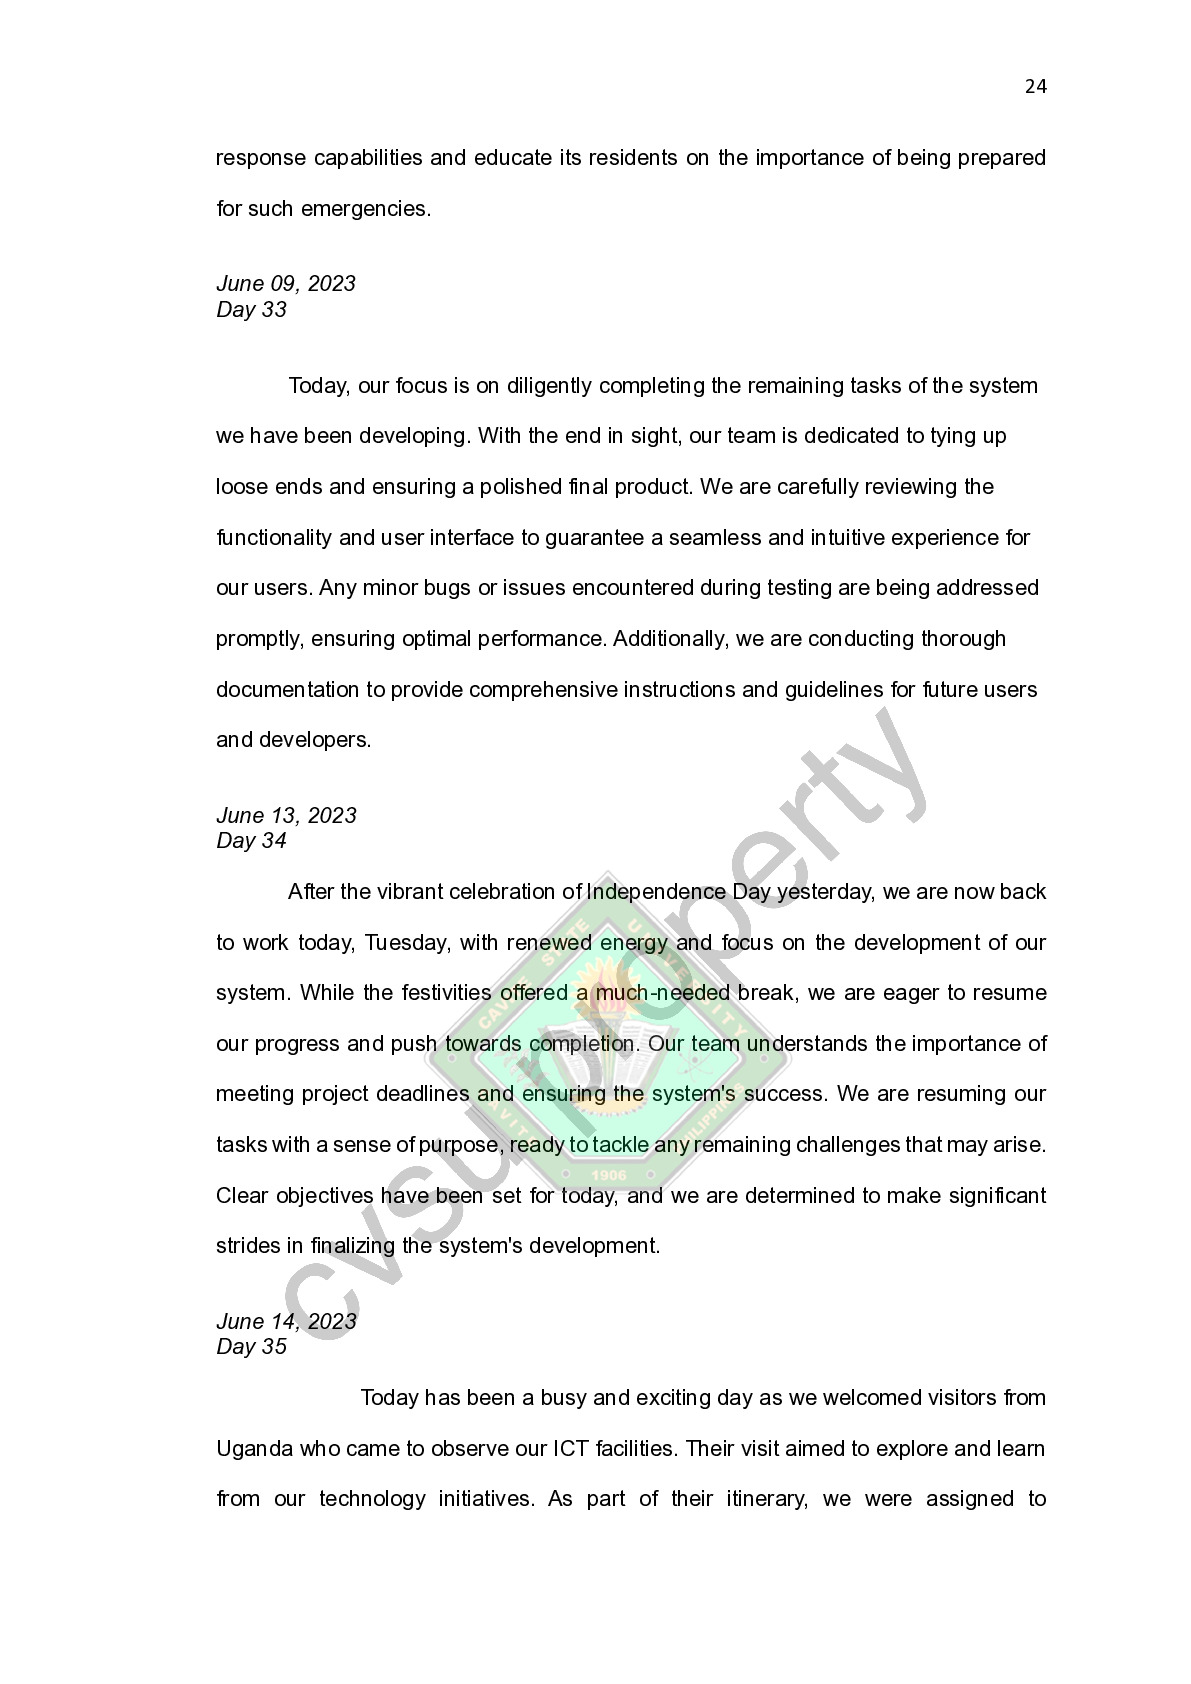 24
response capabilities and educate its residents on the importance of being prepared
for such emergencies.
June 09, 2023
Day 33
Today, our focus is on diligently completing the remaining tasks of the system
we have been developing. With the end in sight, our team is dedicated to tying up
loose ends and ensuring a polished final product. We are carefully reviewing the
functionality and user interface to guarantee a seamless and intuitive experience for
our users. Any minor bugs or issues encountered during testing are being addressed
promptly, ensuring optimal performance. Additionally, we are conducting thorough
documentation to provide comprehensive instructions and guidelines for future users
and developers.
June 13, 2023
Day 34
After the vibrant celebration of Independence Day yesterday, we are now back
to work today, Tuesday, with renewed energy and focus on the development of our
system. While the festivities offered a much-needed break, we are eager to resume
our progress and push towards completion. Our team understands the importance of
meeting project deadlines and ensuring the system's success. We are resuming our
tasks with a sense of purpose, ready to tackle any remaining challenges that may arise.
Clear objectives have been set for today, and we are determined to make significant
strides in finalizing the system's development.
June 14, 2023
Day 35
Today has been a busy and exciting day as we welcomed visitors from
Uganda who came to observe our ICT facilities. Their visit aimed to explore and learn
from our technology initiatives. As part of their itinerary, we were assigned to
cvsu property
CAVITE STATE UNIVERSITY
1906